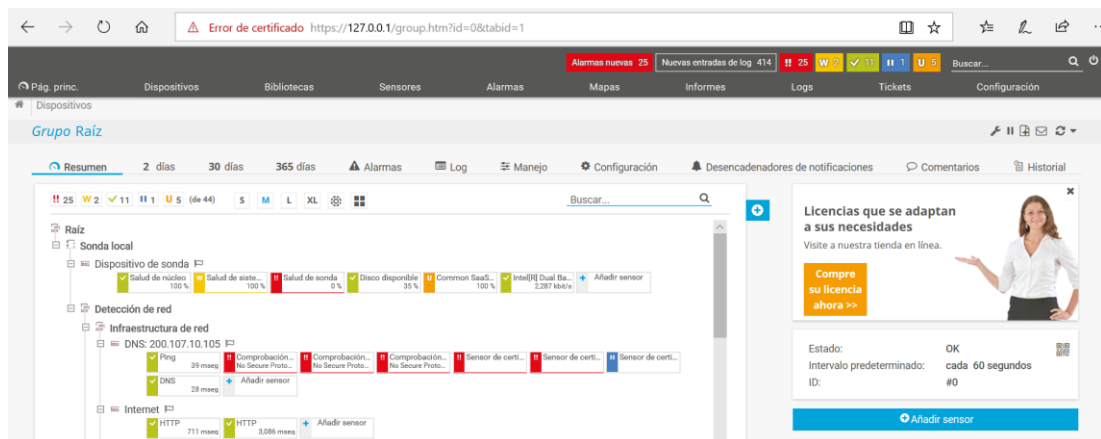 Error de certificado https://127.0.0.1/group.htm?id=0&tabid=1
Alarmas nuevas 25 Nuevas entradas de log 414 !! 25 W 2 11 II 1 U 5 Buscar...
Pág. princ. Dispositivos Bibliotecas Sensores Alarmas Mapas Informes Logs Tickets Configuración
Dispositivos
Grupo Raíz
Resumen 2 días 30 días 365 días Alarmas Log Manejo Configuración Desencadenadores de notificaciones Comentarios Historial
!! 25 W 2 11 II 1 U 5 (de 44) S M L XL Buscar...
Raíz
Sonda local
Dispositivo de sonda
Salud de núcleo 100 % W Salud de siste... 100 % !! Salud de sonda 0 % Disco disponible 35 % U Common SaaS... 100 % Intel[R] Dual Ba... 2,287 kbit/s + Añadir sensor
Detección de red
Infraestructura de red
DNS: 200.107.10.105
Ping 39 mseg !! Comprobación... No Secure Proto... !! Comprobación... No Secure Proto... !! Comprobación... No Secure Proto... !! Sensor de certi... !! Sensor de certi... II Sensor de certi...
DNS 28 mseg + Añadir sensor
Internet
HTTP 711 mseg HTTP 3,086 mseg + Añadir sensor
Licencias que se adaptan
a sus necesidades
Visite a nuestra tienda en línea.
Compre
su licencia
ahora >>
Estado: OK
Intervalo predeterminado: cada 60 segundos
ID: #0
Añadir sensor